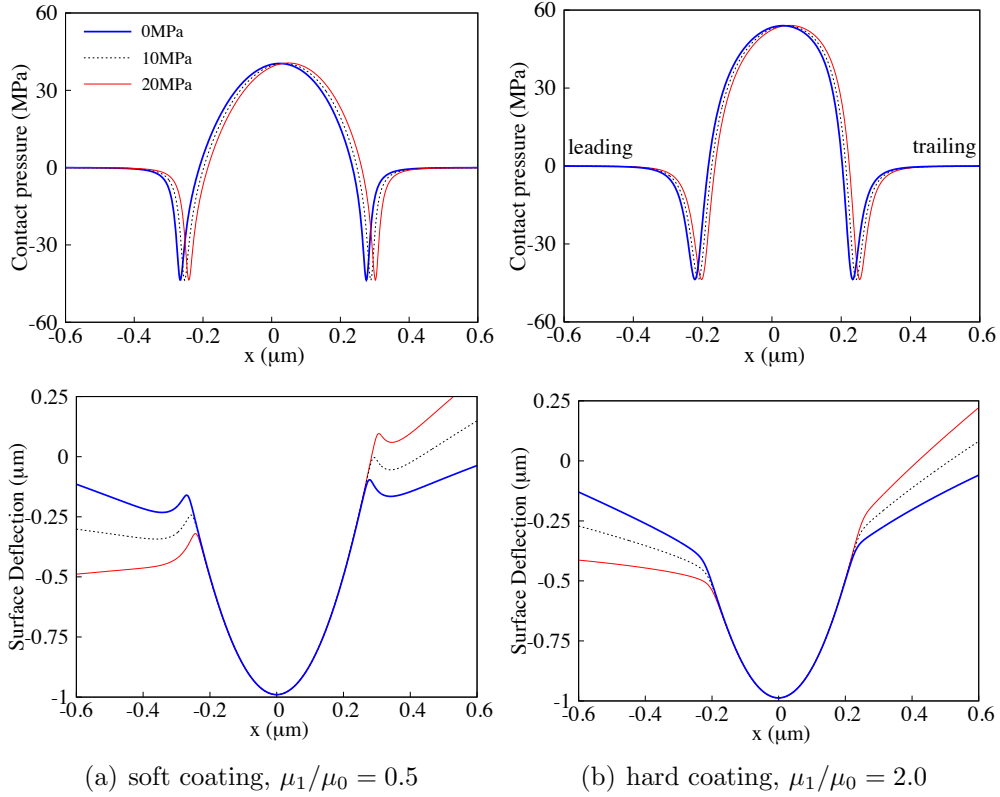 60
30
0
-30
-60
Contact pressure (MPa)
0MPa
10MPa
20MPa
-0.6 -0.4 -0.2 0 0.2 0.4 0.6
x (μm)
60
30
0
-30
-60
Contact pressure (MPa)
leading
trailing
-0.6 -0.4 -0.2 0 0.2 0.4 0.6
x (μm)
0.25
0
-0.25
-0.5
-0.75
-1
Surface Deflection (μm)
-0.6 -0.4 -0.2 0 0.2 0.4 0.6
x (μm)
0.25
0
-0.25
-0.5
-0.75
-1
Surface Deflection (μm)
-0.6 -0.4 -0.2 0 0.2 0.4 0.6
x (μm)
(a) soft coating, μ₁/μ₀ = 0.5
(b) hard coating, μ₁/μ₀ = 2.0